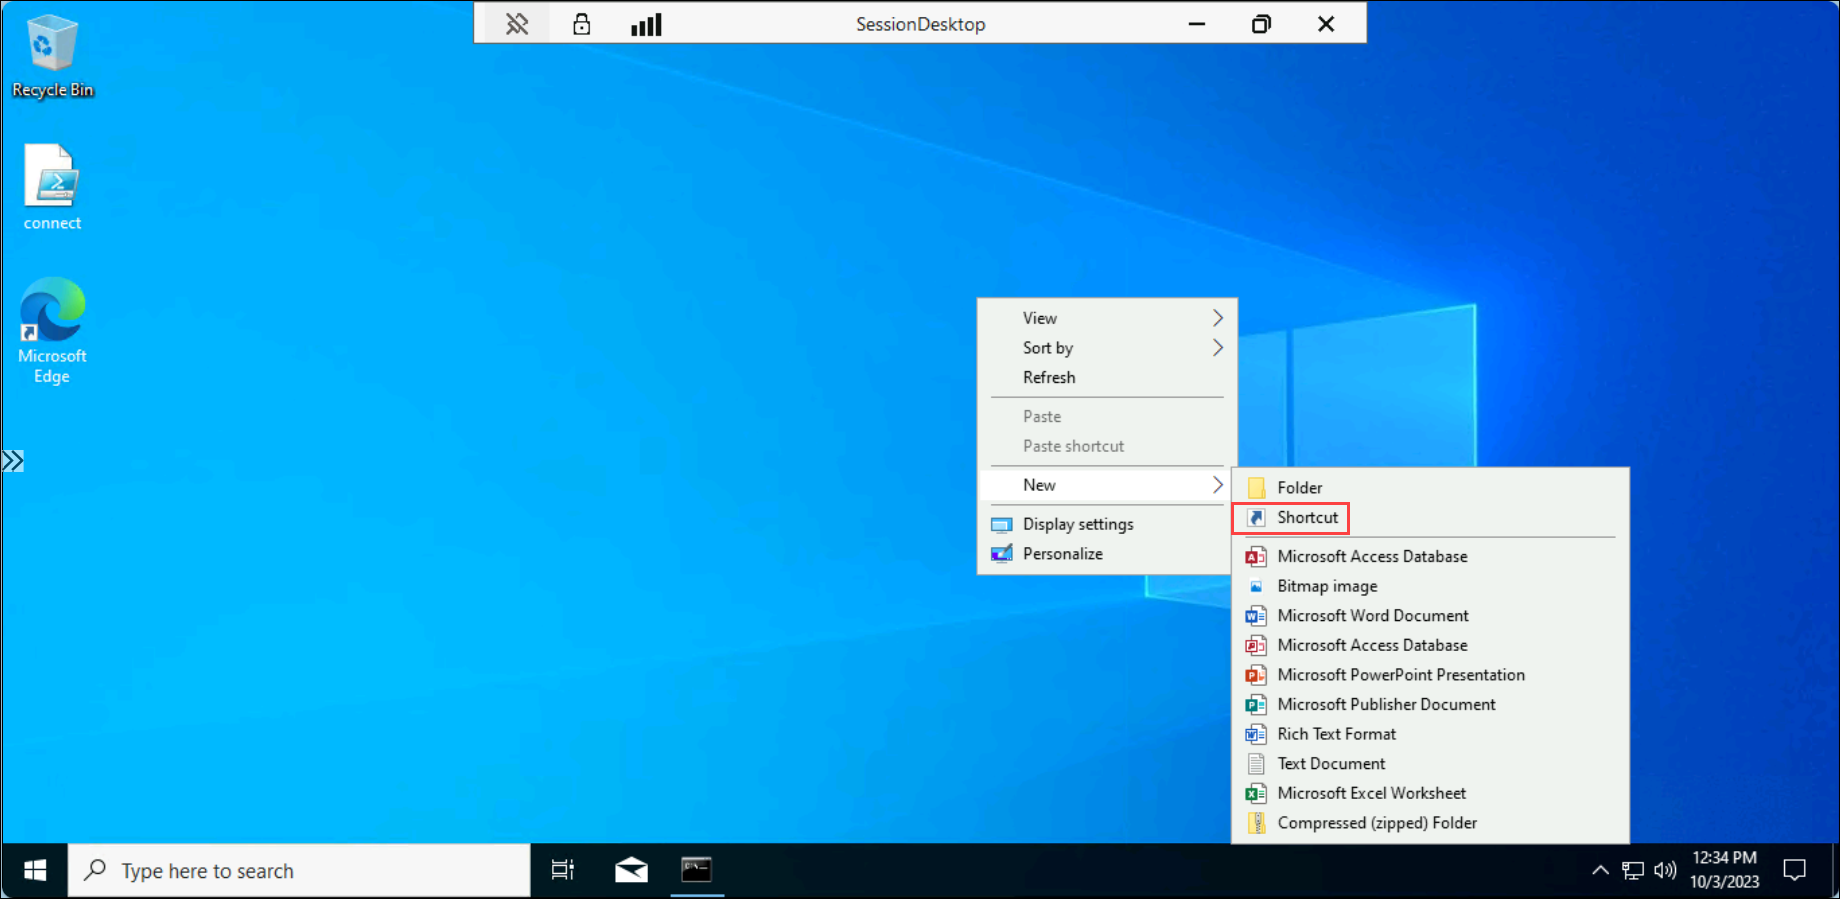 SessionDesktop
Recycle Bin
connect
Microsoft
Edge
View
Sort by
Refresh
Paste
Paste shortcut
New
Display settings
Personalize
Folder
Shortcut
Microsoft Access Database
Bitmap image
Microsoft Word Document
Microsoft Access Database
Microsoft PowerPoint Presentation
Microsoft Publisher Document
Rich Text Format
Text Document
Microsoft Excel Worksheet
Compressed (zipped) Folder
Type here to search
12:34 PM
10/3/2023